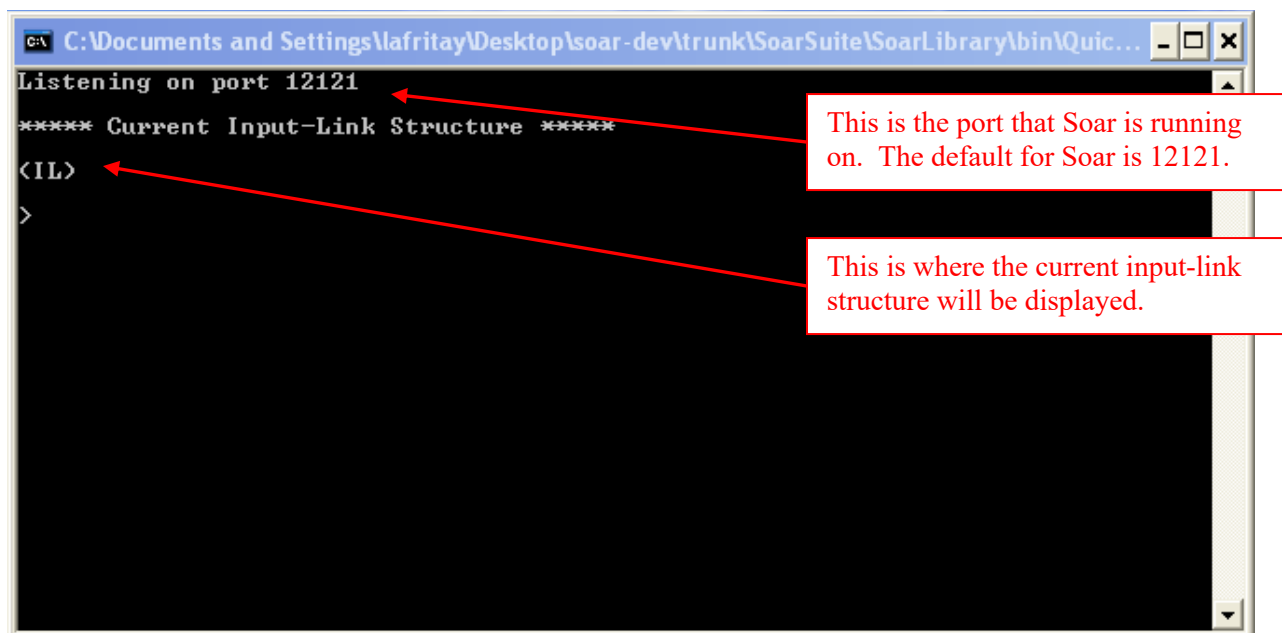 C:\Documents and Settings\lafritay\Desktop\soar-dev\trunk\SoarSuite\SoarLibrary\bin\Quic...
Listening on port 12121
***** Current Input-Link Structure *****
(IL)
>
This is the port that Soar is running
on. The default for Soar is 12121.
This is where the current input-link
structure will be displayed.